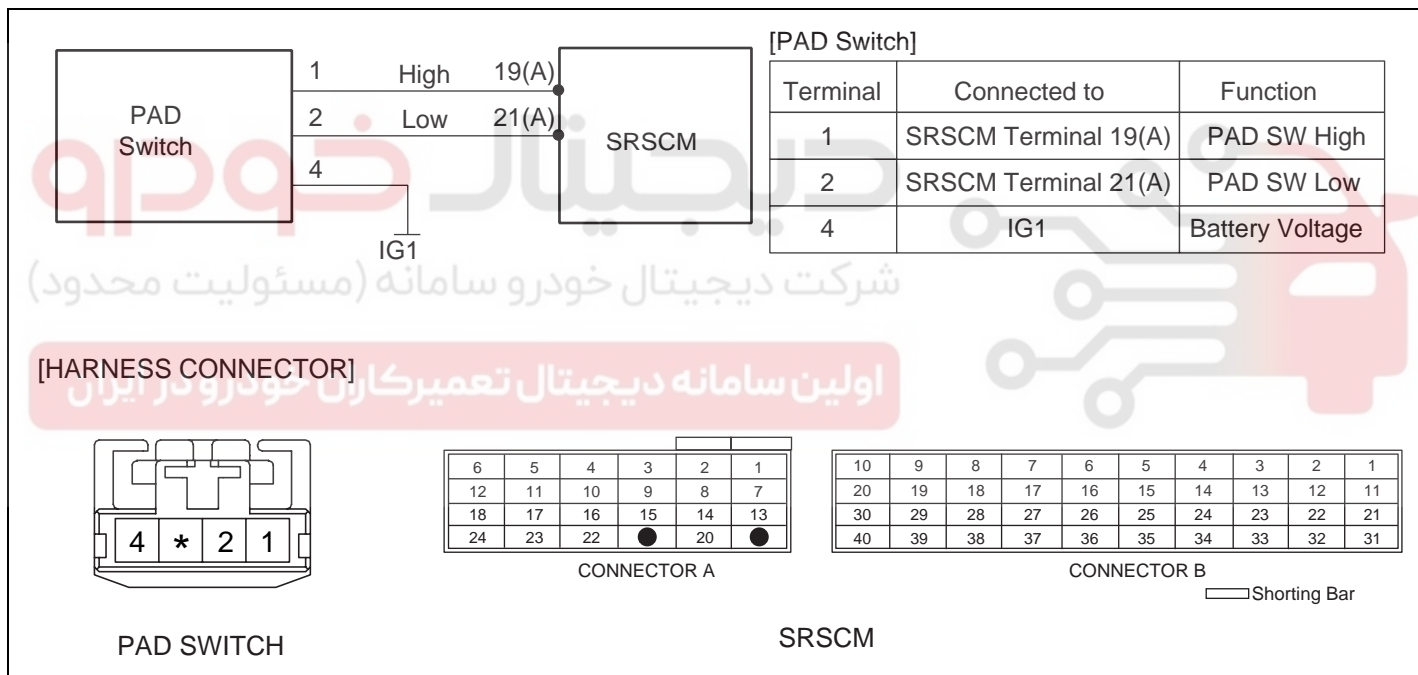 [PAD Switch]
PAD
Switch
1 High 19(A)
2 Low 21(A)
4
IG1
SRSCM
Terminal Connected to Function
1 SRSCM Terminal 19(A) PAD SW High
2 SRSCM Terminal 21(A) PAD SW Low
4 IG1 Battery Voltage
دیجیتال خودرو
شرکت دیجیتال خودرو سامانه (مسئولیت محدود)
اولین سامانه دیجیتال تعمیرکاران خودرو در ایران
[HARNESS CONNECTOR]
4 * 2 1
PAD SWITCH
6 5 4 3 2 1
12 11 10 9 8 7
18 17 16 15 14 13
24 23 22 20
CONNECTOR A
10 9 8 7 6 5 4 3 2 1
20 19 18 17 16 15 14 13 12 11
30 29 28 27 26 25 24 23 22 21
40 39 38 37 36 35 34 33 32 31
CONNECTOR B
Shorting Bar
SRSCM